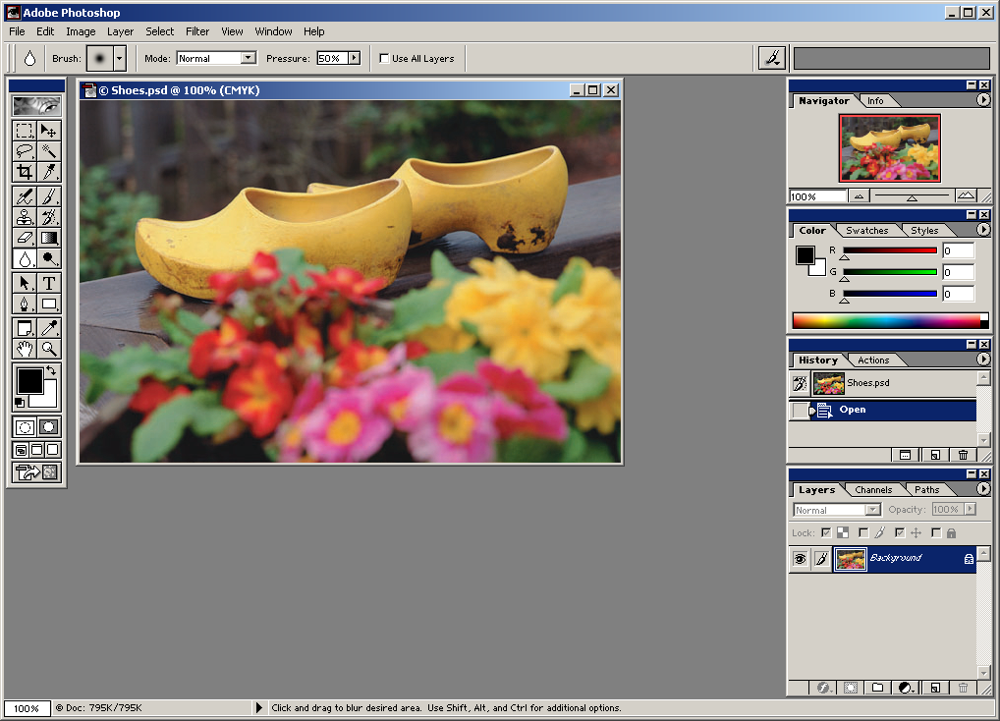 Adobe Photoshop
File Edit Image Layer Select Filter View Window Help
Brush: Mode: Normal Pressure: 50% Use All Layers
© Shoes.psd @ 100% (CMYK)
Navigator Info
100%
Color Swatches Styles
R 0
G 0
B 0
History Actions
Shoes.psd
Open
Layers Channels Paths
Normal Opacity: 100%
Lock:
Background
T
100% © Doc: 795K/795K Click and drag to blur desired area. Use Shift, Alt, and Ctrl for additional options.